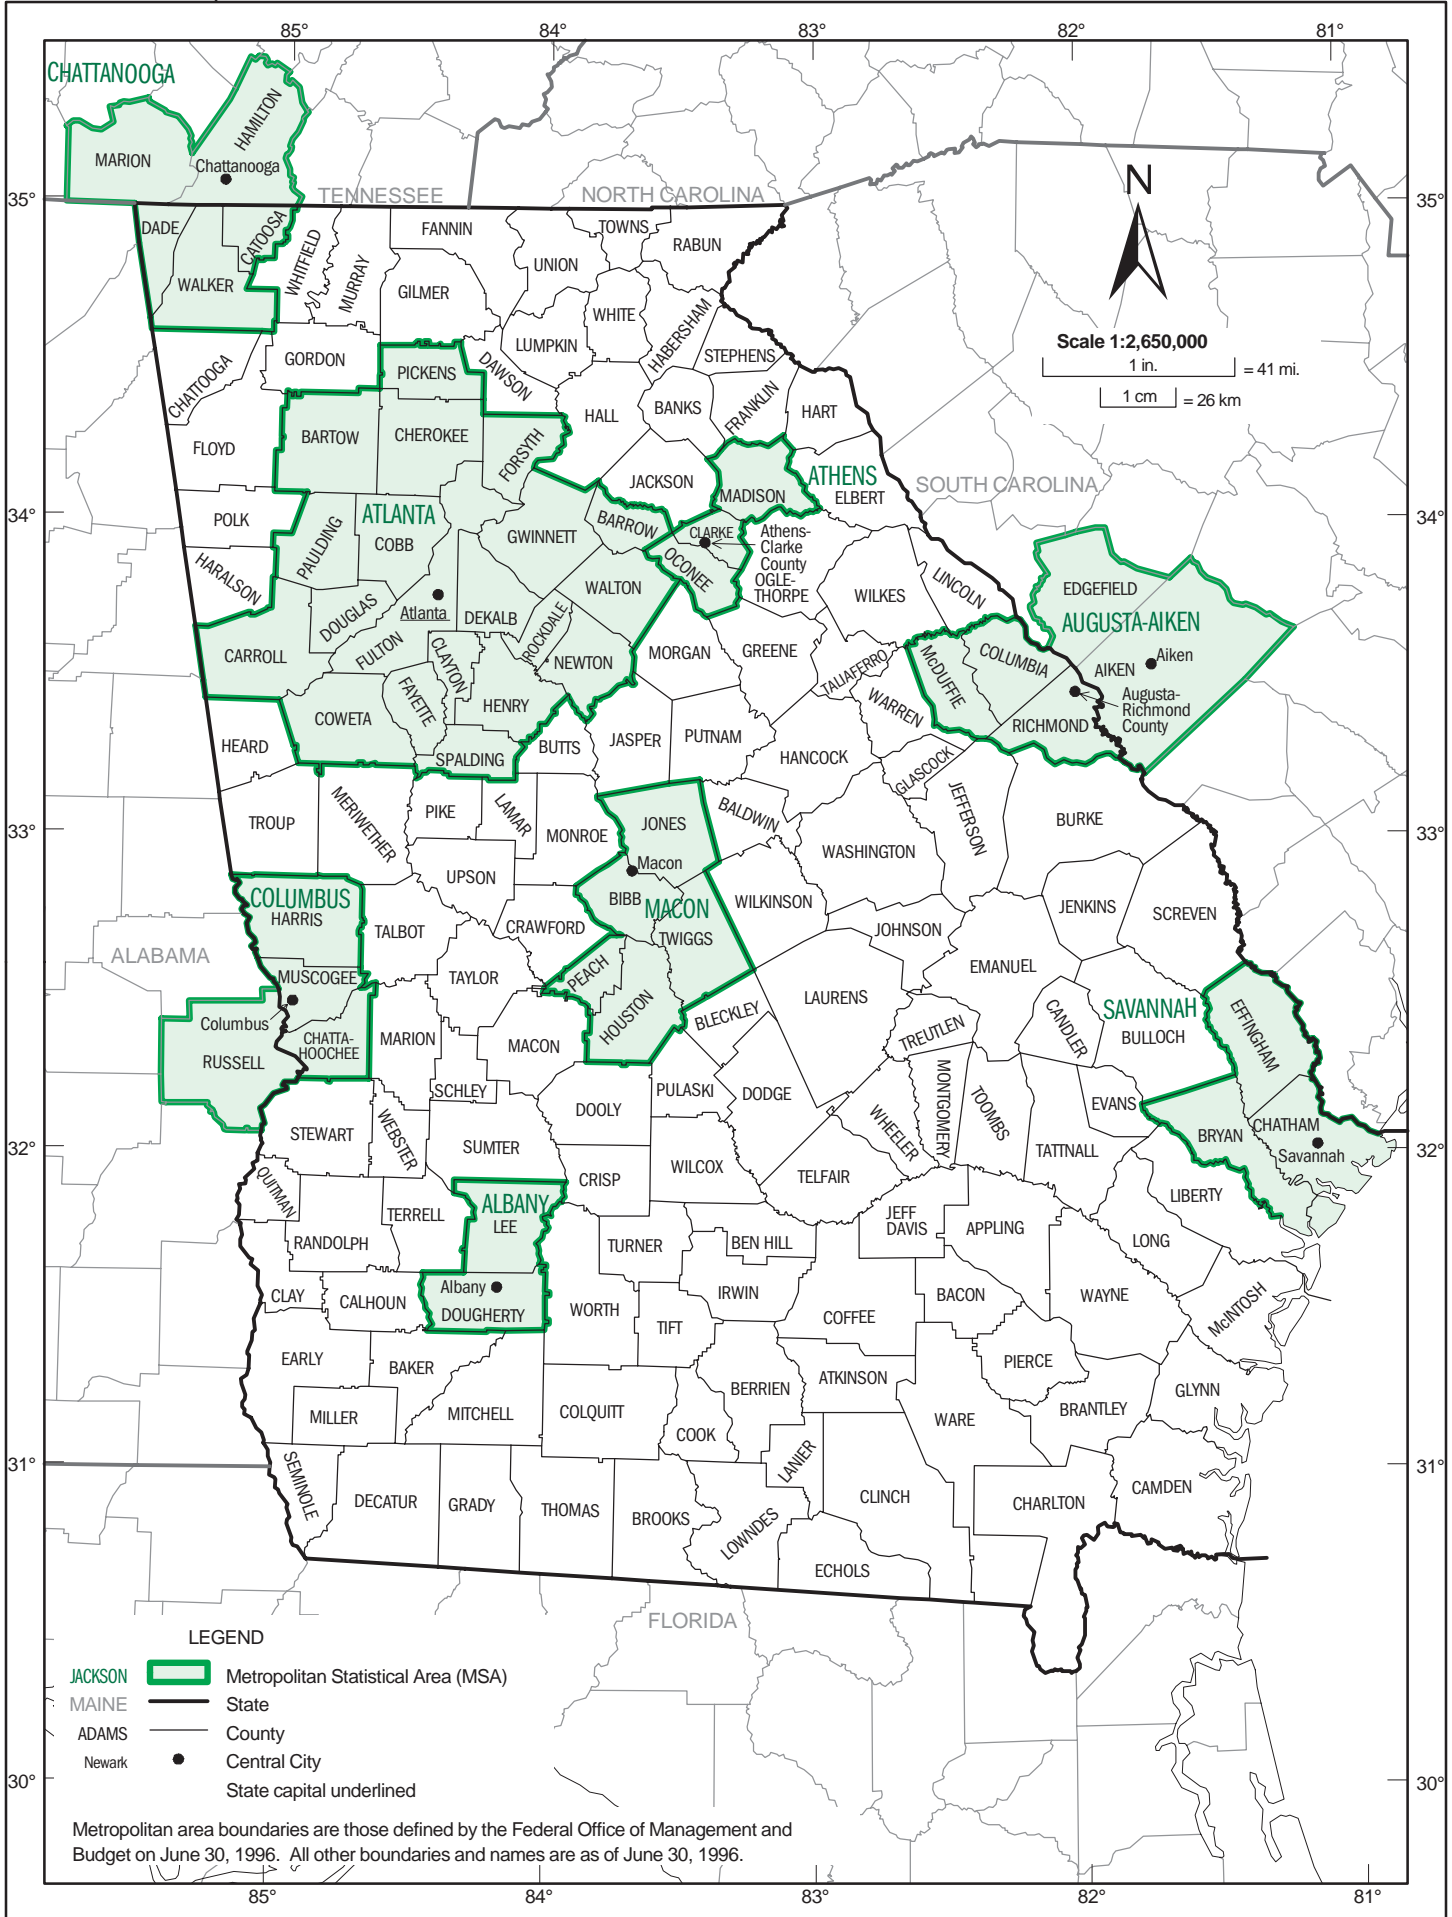 85°
84°
83°
82°
81°
CHATTANOOGA
HAMILTON
MARION
Chattanooga
35°
TENNESSEE
NORTH CAROLINA
35°
N
DADE
CATOOSA
WHITFIELD
MURRAY
FANNIN
TOWNS
RABUN
UNION
WALKER
GILMER
WHITE
HABERSHAM
LUMPKIN
STEPHENS
Scale 1:2,650,000
1 in.
= 41 mi.
1 cm
= 26 km
CHATTOOGA
GORDON
PICKENS
DAWSON
HALL
BANKS
FRANKLIN
HART
FLOYD
BARTOW
CHEROKEE
FORSYTH
JACKSON
MADISON
ATHENS
ELBERT
SOUTH CAROLINA
34°
34°
POLK
PAULDING
ATLANTA
COBB
GWINNETT
BARROW
CLARKE
OCONEE
Athens-
Clarke
County
OGLE-
THORPE
HARALSON
DOUGLAS
Atlanta
DEKALB
WALTON
ROCKDALE
WILKES
LINCOLN
EDGEFIELD
AUGUSTA-AIKEN
CARROLL
FULTON
CLAYTON
NEWTON
MORGAN
GREENE
TALIAFERRO
McDUFFIE
COLUMBIA
AIKEN
Aiken
COWETA
FAYETTE
HENRY
WARREN
RICHMOND
Augusta-
Richmond
County
HEARD
SPALDING
BUTTS
JASPER
PUTNAM
HANCOCK
GLASCOCK
JEFFERSON
33°
33°
TROUP
MERIWETHER
PIKE
LAMAR
MONROE
JONES
BALDWIN
WASHINGTON
BURKE
UPSON
Macon
BIBB
MACON
TWIGGS
WILKINSON
JENKINS
SCREVEN
COLUMBUS
HARRIS
TALBOT
CRAWFORD
JOHNSON
ALABAMA
MUSCOGEE
TAYLOR
PEACH
HOUSTON
EMANUEL
LAURENS
Columbus
CHATTA-
HOOCHEE
MARION
MACON
BLECKLEY
TREUTLEN
CANDLER
SAVANNAH
BULLOCH
EFFINGHAM
RUSSELL
SCHLEY
DOOLY
PULASKI
DODGE
WHEELER
MONTGOMERY
TOOMBS
EVANS
CHATHAM
Savannah
BRYAN
32°
32°
STEWART
WEBSTER
SUMTER
CRISP
WILCOX
TELFAIR
TATTNALL
LIBERTY
QUITMAN
TERRELL
ALBANY
LEE
JEFF
DAVIS
APPLING
LONG
RANDOLPH
TURNER
BEN HILL
CLAY
CALHOUN
Albany
DOUGHERTY
WORTH
IRWIN
COFFEE
BACON
WAYNE
McINTOSH
TIFT
EARLY
BAKER
BERRIEN
ATKINSON
PIERCE
GLYNN
MILLER
MITCHELL
COLQUITT
COOK
WARE
BRANTLEY
31°
31°
SEMINOLE
DECATUR
GRADY
THOMAS
BROOKS
LANIER
LOWNDES
CLINCH
CHARLTON
CAMDEN
ECHOLS
FLORIDA
LEGEND
JACKSON
Metropolitan Statistical Area (MSA)
MAINE
State
ADAMS
County
Newark
Central City
State capital underlined
30°
30°
Metropolitan area boundaries are those defined by the Federal Office of Management and
Budget on June 30, 1996. All other boundaries and names are as of June 30, 1996.
85°
84°
83°
82°
81°